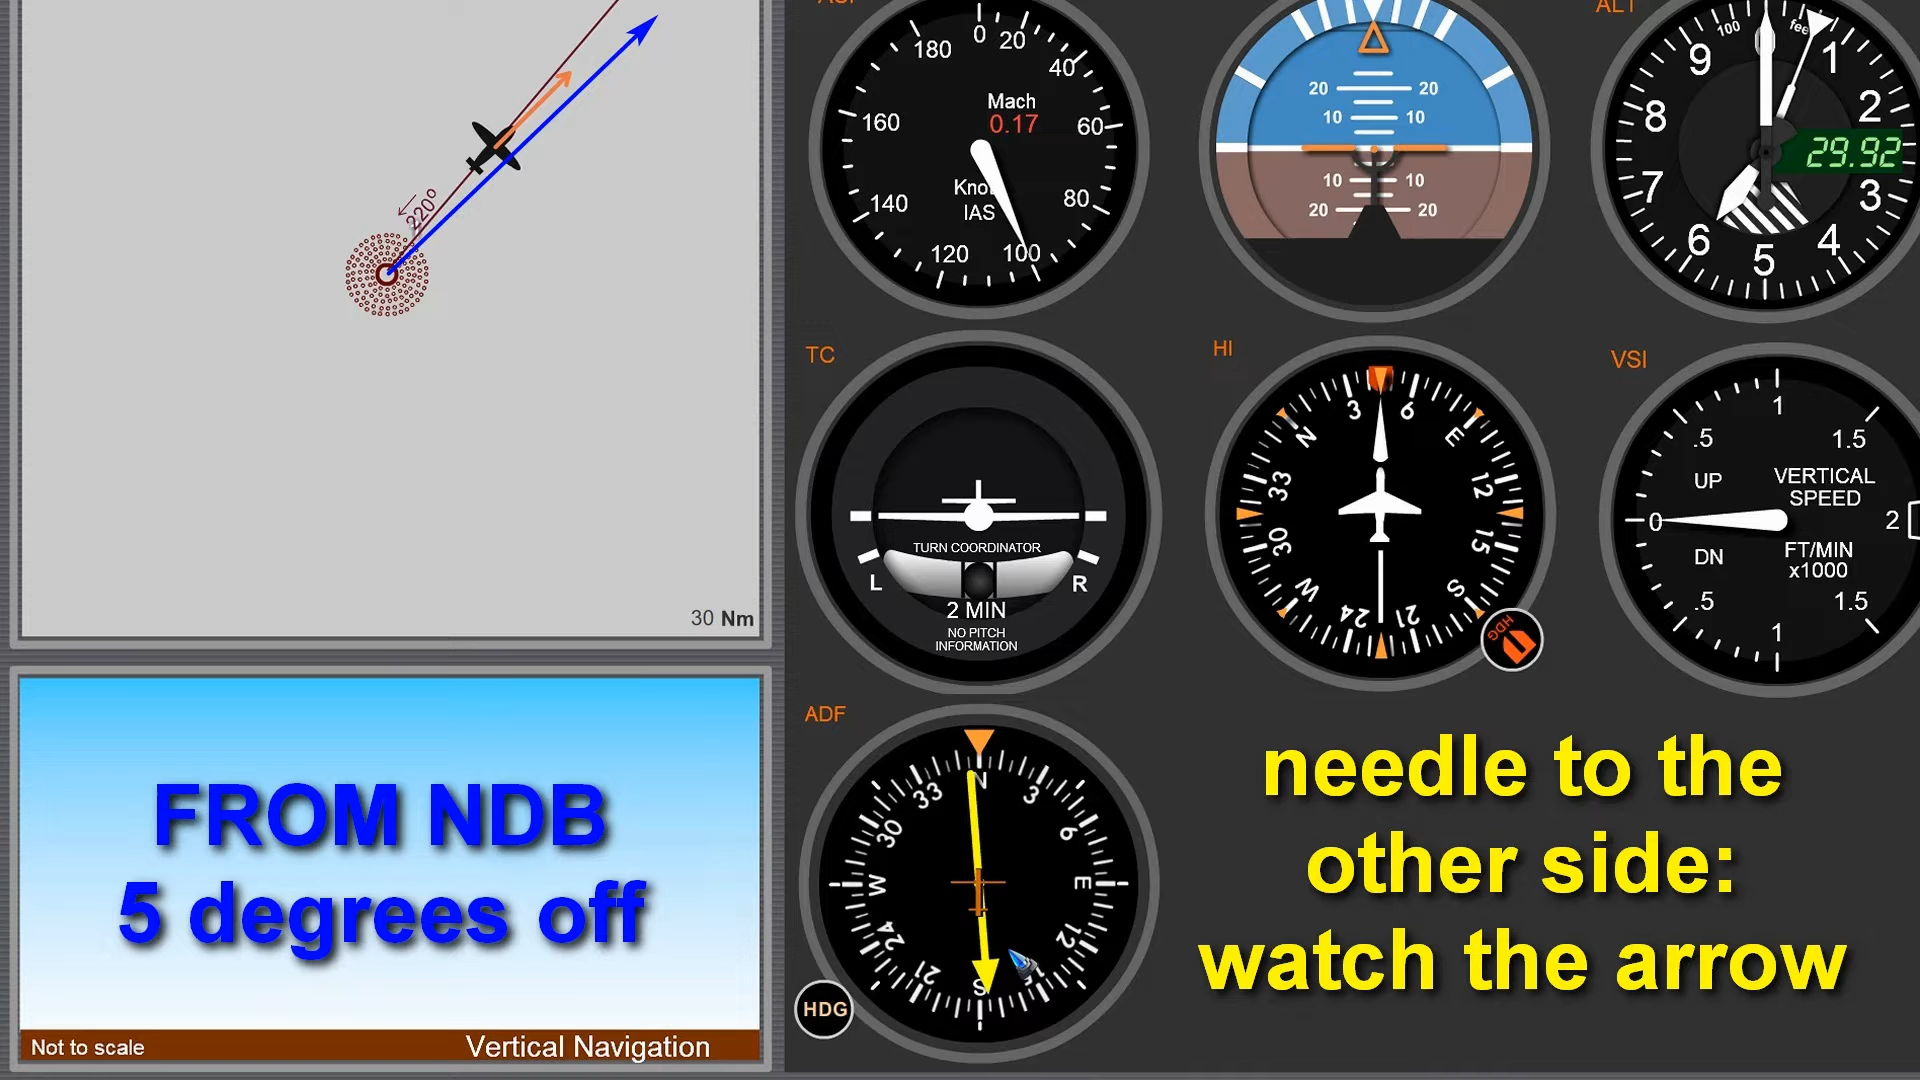 220°
30 Nm
FROM NDB
5 degrees off
Not to scale
Vertical Navigation
0
20
40
60
80
100
120
140
160
180
Mach
0.17
Knots
IAS
20 20
10 10
10 10
20 20
ALT
100
feet
0
1
2
3
4
5
6
7
8
9
29.92
TC
TURN COORDINATOR
L R
2 MIN
NO PITCH
INFORMATION
HI
3
6
E
12
15
S
21
24
W
30
33
N
HDG
VSI
1
.5
1.5
UP
VERTICAL
SPEED
0
2
DN
FT/MIN
x1000
.5
1.5
1
ADF
N
3
6
E
12
S
21
24
W
30
33
HDG
needle to the
other side:
watch the arrow